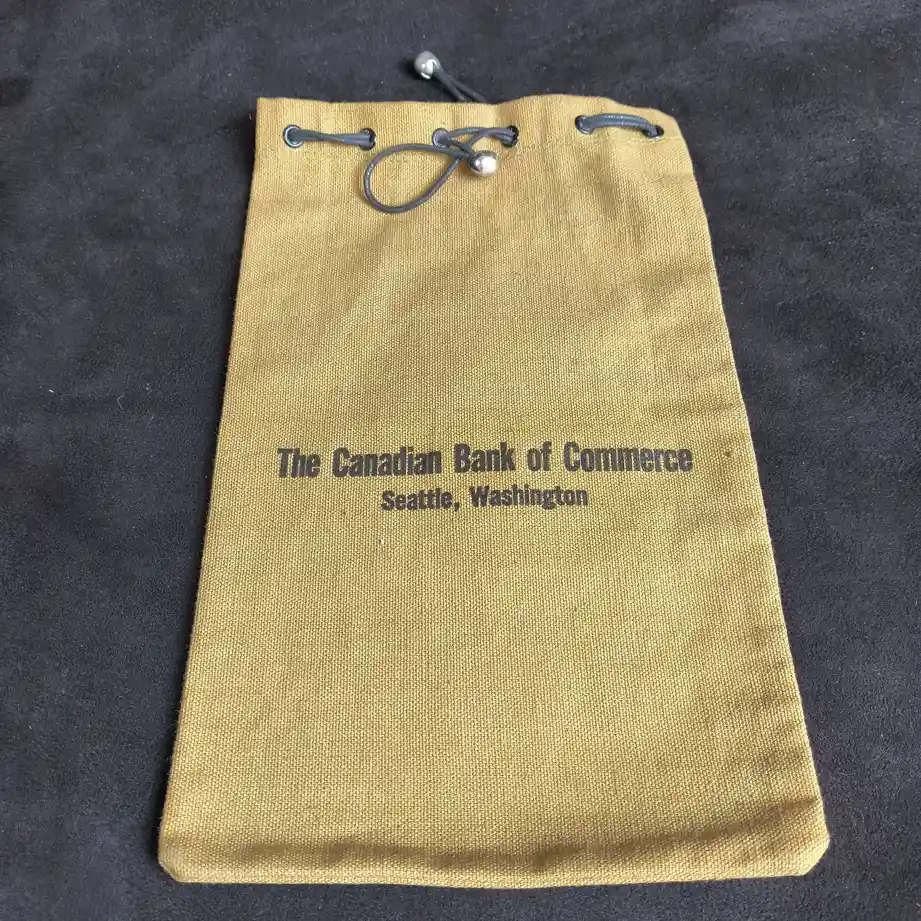 The Canadian Bank of Commerce
Seattle, Washington